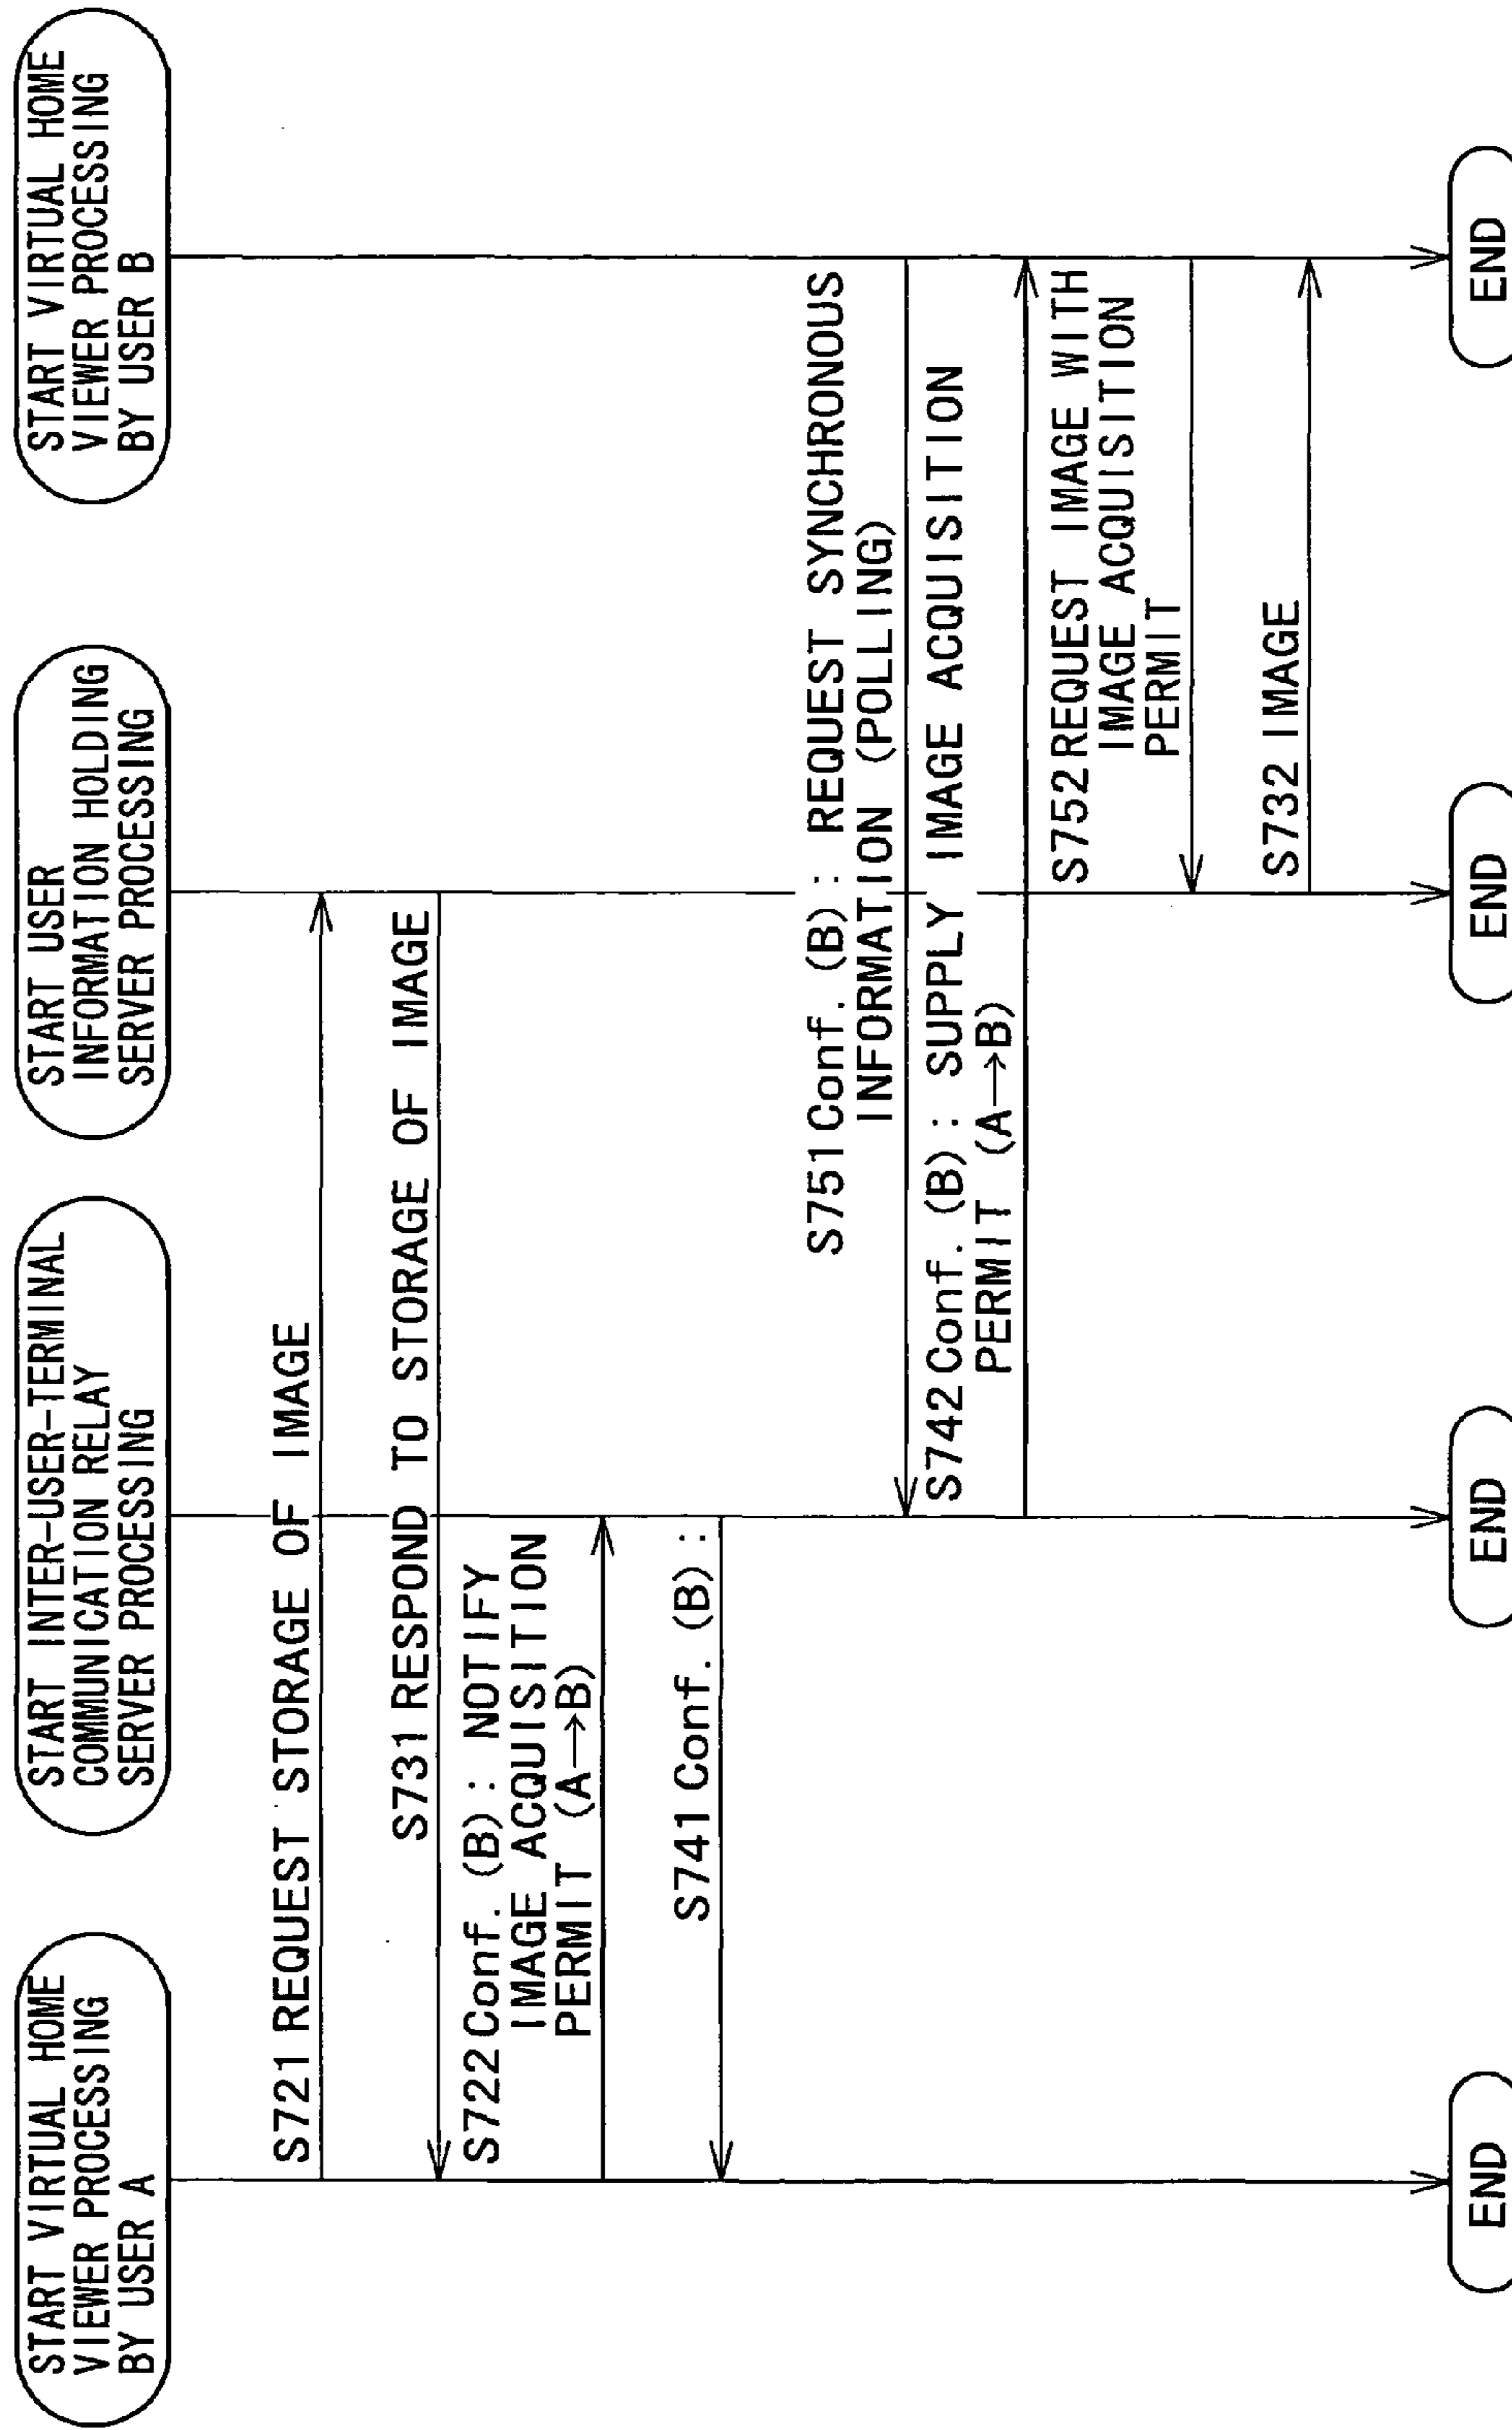 START VIRTUAL HOME
VIEWER PROCESSING
BY USER A
START INTER-USER-TERMINAL
COMMUNICATION RELAY
SERVER PROCESSING
START USER
INFORMATION HOLDING
SERVER PROCESSING
START VIRTUAL HOME
VIEWER PROCESSING
BY USER B
S721 REQUEST STORAGE OF IMAGE
S731 RESPOND TO STORAGE OF IMAGE
S722 Conf. (B) : NOTIFY
IMAGE ACQUISITION
PERMIT (A→B)
S741 Conf. (B) :
S751 Conf. (B) : REQUEST SYNCHRONOUS
INFORMATION (POLLING)
S742 Conf. (B) : SUPPLY IMAGE ACQUISITION
PERMIT (A→B)
S752 REQUEST IMAGE WITH
IMAGE ACQUISITION
PERMIT
S732 IMAGE
END
END
END
END